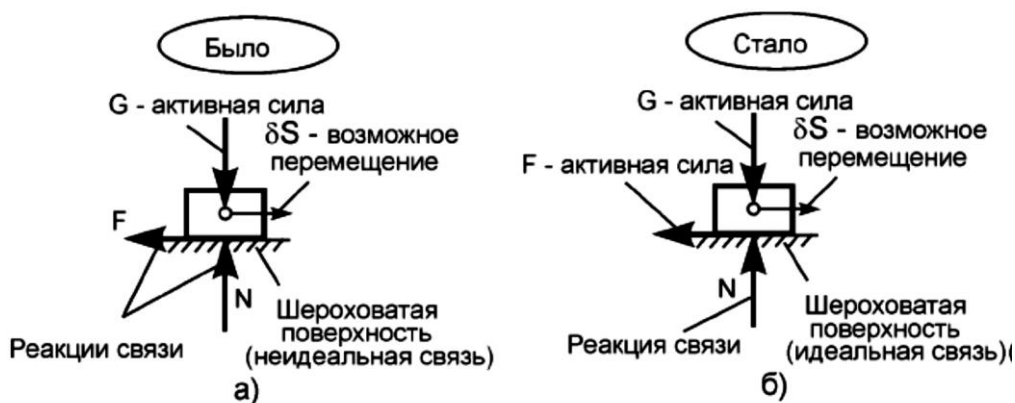 Было
G - активная сила
δS - возможное
перемещение
F
N
Шероховатая
поверхность
(неидеальная связь)
Реакции связи
а)
Стало
G - активная сила
δS - возможное
перемещение
F - активная сила
N
Шероховатая
поверхность
(идеальная связь)(
Реакция связи
б)